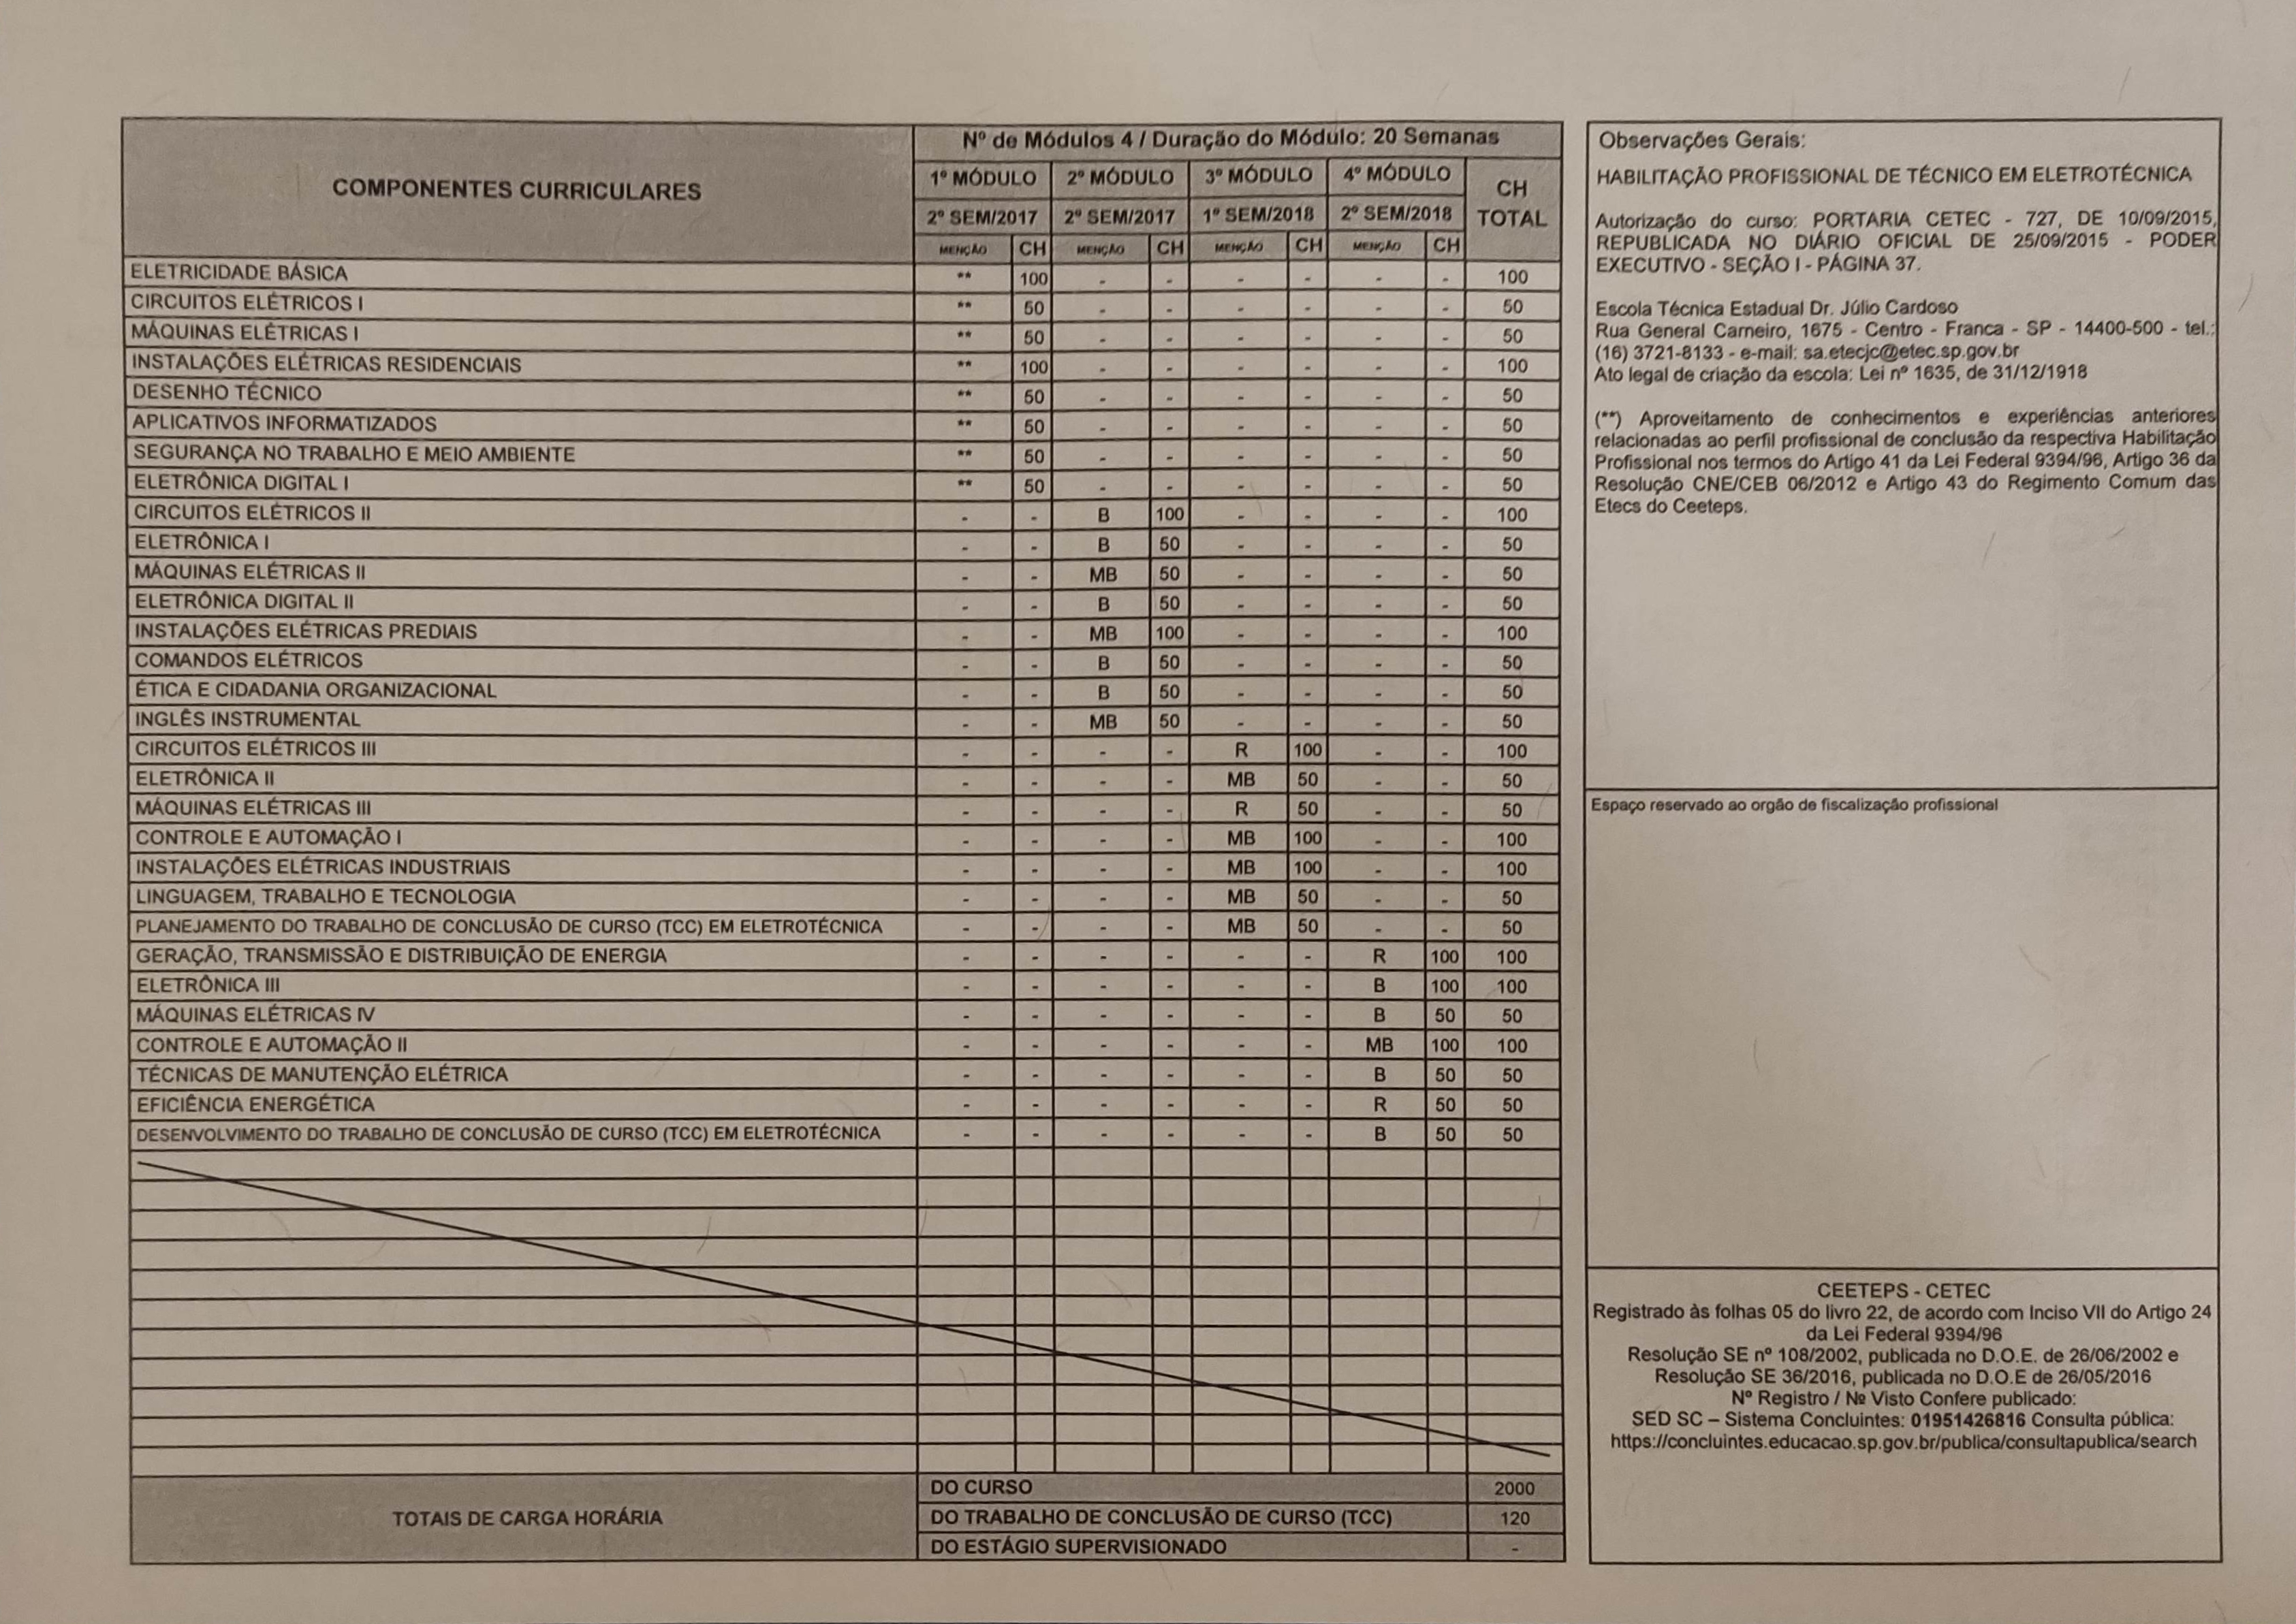 Nº de Módulos 4 / Duração do Módulo: 20 Semanas
COMPONENTES CURRICULARES
1º MÓDULO 2º MÓDULO 3º MÓDULO 4º MÓDULO CH TOTAL
2º SEM/2017 2º SEM/2017 1º SEM/2018 2º SEM/2018
MENÇÃO CH MENÇÃO CH MENÇÃO CH MENÇÃO CH
ELETRICIDADE BÁSICA ** 100 - - - - - - 100
CIRCUITOS ELÉTRICOS I ** 50 - - - - - - 50
MÁQUINAS ELÉTRICAS I ** 50 - - - - - - 50
INSTALAÇÕES ELÉTRICAS RESIDENCIAIS ** 100 - - - - - - 100
DESENHO TÉCNICO ** 50 - - - - - - 50
APLICATIVOS INFORMATIZADOS ** 50 - - - - - - 50
SEGURANÇA NO TRABALHO E MEIO AMBIENTE ** 50 - - - - - - 50
ELETRÔNICA DIGITAL I ** 50 - - - - - - 50
CIRCUITOS ELÉTRICOS II - - B 100 - - - - 100
ELETRÔNICA I - - B 50 - - - - 50
MÁQUINAS ELÉTRICAS II - - MB 50 - - - - 50
ELETRÔNICA DIGITAL II - - B 50 - - - - 50
INSTALAÇÕES ELÉTRICAS PREDIAIS - - MB 100 - - - - 100
COMANDOS ELÉTRICOS - - B 50 - - - - 50
ÉTICA E CIDADANIA ORGANIZACIONAL - - B 50 - - - - 50
INGLÊS INSTRUMENTAL - - MB 50 - - - - 50
CIRCUITOS ELÉTRICOS III - - - - R 100 - - 100
ELETRÔNICA II - - - - MB 50 - - 50
MÁQUINAS ELÉTRICAS III - - - - R 50 - - 50
CONTROLE E AUTOMAÇÃO I - - - - MB 100 - - 100
INSTALAÇÕES ELÉTRICAS INDUSTRIAIS - - - - MB 100 - - 100
LINGUAGEM, TRABALHO E TECNOLOGIA - - - - MB 50 - - 50
PLANEJAMENTO DO TRABALHO DE CONCLUSÃO DE CURSO (TCC) EM ELETROTÉCNICA - - - - MB 50 - - 50
GERAÇÃO, TRANSMISSÃO E DISTRIBUIÇÃO DE ENERGIA - - - - - - R 100 100
ELETRÔNICA III - - - - - - B 100 100
MÁQUINAS ELÉTRICAS IV - - - - - - B 50 50
CONTROLE E AUTOMAÇÃO II - - - - - - MB 100 100
TÉCNICAS DE MANUTENÇÃO ELÉTRICA - - - - - - B 50 50
EFICIÊNCIA ENERGÉTICA - - - - - - R 50 50
DESENVOLVIMENTO DO TRABALHO DE CONCLUSÃO DE CURSO (TCC) EM ELETROTÉCNICA - - - - - - B 50 50
TOTAIS DE CARGA HORÁRIA
DO CURSO 2000
DO TRABALHO DE CONCLUSÃO DE CURSO (TCC) 120
DO ESTÁGIO SUPERVISIONADO -
Observações Gerais:
HABILITAÇÃO PROFISSIONAL DE TÉCNICO EM ELETROTÉCNICA
Autorização do curso: PORTARIA CETEC - 727, DE 10/09/2015,
REPUBLICADA NO DIÁRIO OFICIAL DE 25/09/2015 - PODER
EXECUTIVO - SEÇÃO I - PÁGINA 37.
Escola Técnica Estadual Dr. Júlio Cardoso
Rua General Carneiro, 1675 - Centro - Franca - SP - 14400-500 - tel.:
(16) 3721-8133 - e-mail: sa.etecjc@etec.sp.gov.br
Ato legal de criação da escola: Lei nº 1635, de 31/12/1918
(**) Aproveitamento de conhecimentos e experiências anteriores
relacionadas ao perfil profissional de conclusão da respectiva Habilitação
Profissional nos termos do Artigo 41 da Lei Federal 9394/96, Artigo 36 da
Resolução CNE/CEB 06/2012 e Artigo 43 do Regimento Comum das
Etecs do Ceeteps.
Espaço reservado ao orgão de fiscalização profissional
CEETEPS - CETEC
Registrado às folhas 05 do livro 22, de acordo com Inciso VII do Artigo 24
da Lei Federal 9394/96
Resolução SE nº 108/2002, publicada no D.O.E. de 26/06/2002 e
Resolução SE 36/2016, publicada no D.O.E de 26/05/2016
Nº Registro / № Visto Confere publicado:
SED SC – Sistema Concluintes: 01951426816 Consulta pública:
https://concluintes.educacao.sp.gov.br/publica/consultapublica/search